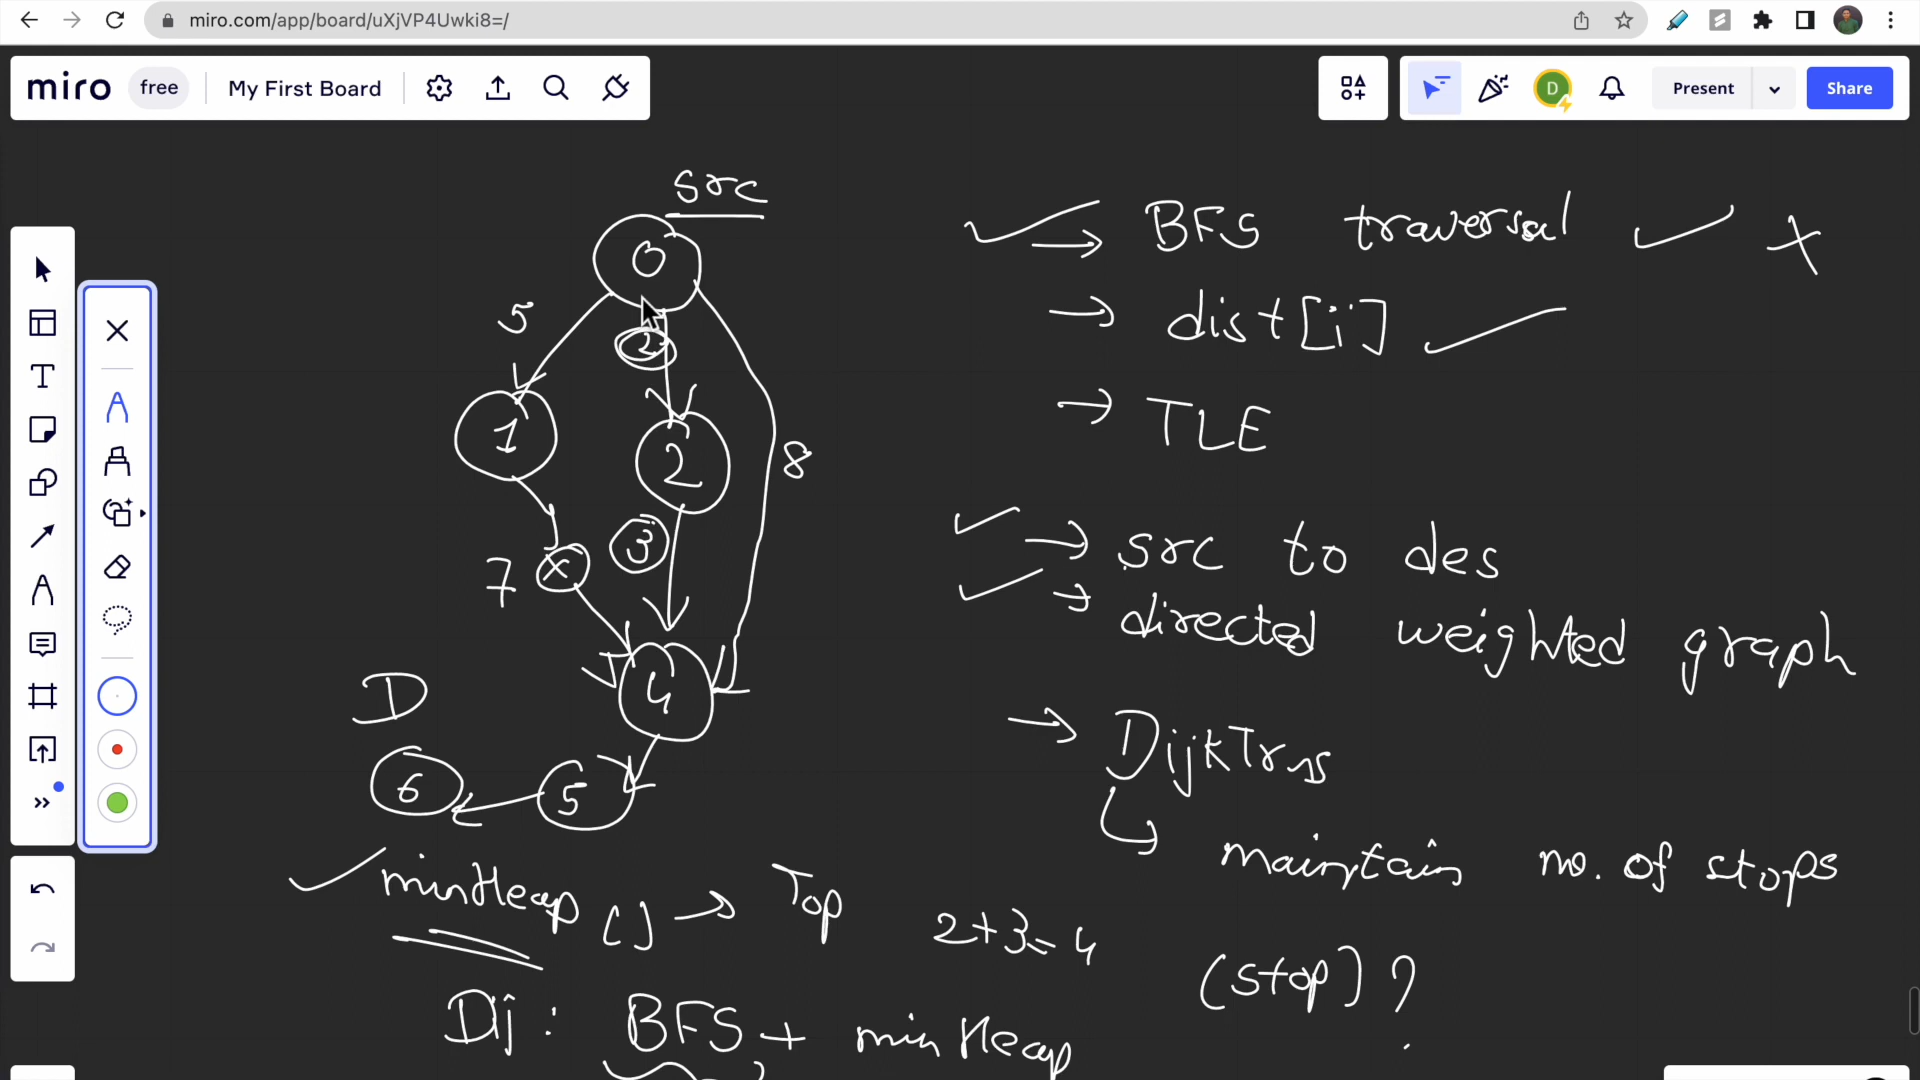 miro.com/app/board/uXjVP4Uwki8=/
miro free My First Board
D Present Share
src
0
5
2
1
2
8
3
7 x
4
D
6 5
minHeap [] → Top
2+3=4
Dij : BFS + minHeap
→ BFS traversal ✓ X
→ dist[i] ✓
→ TLE
✓ → src to des
✓ → directed weighted graph
→ DijkTras
maintain no. of stops
(stop) ?